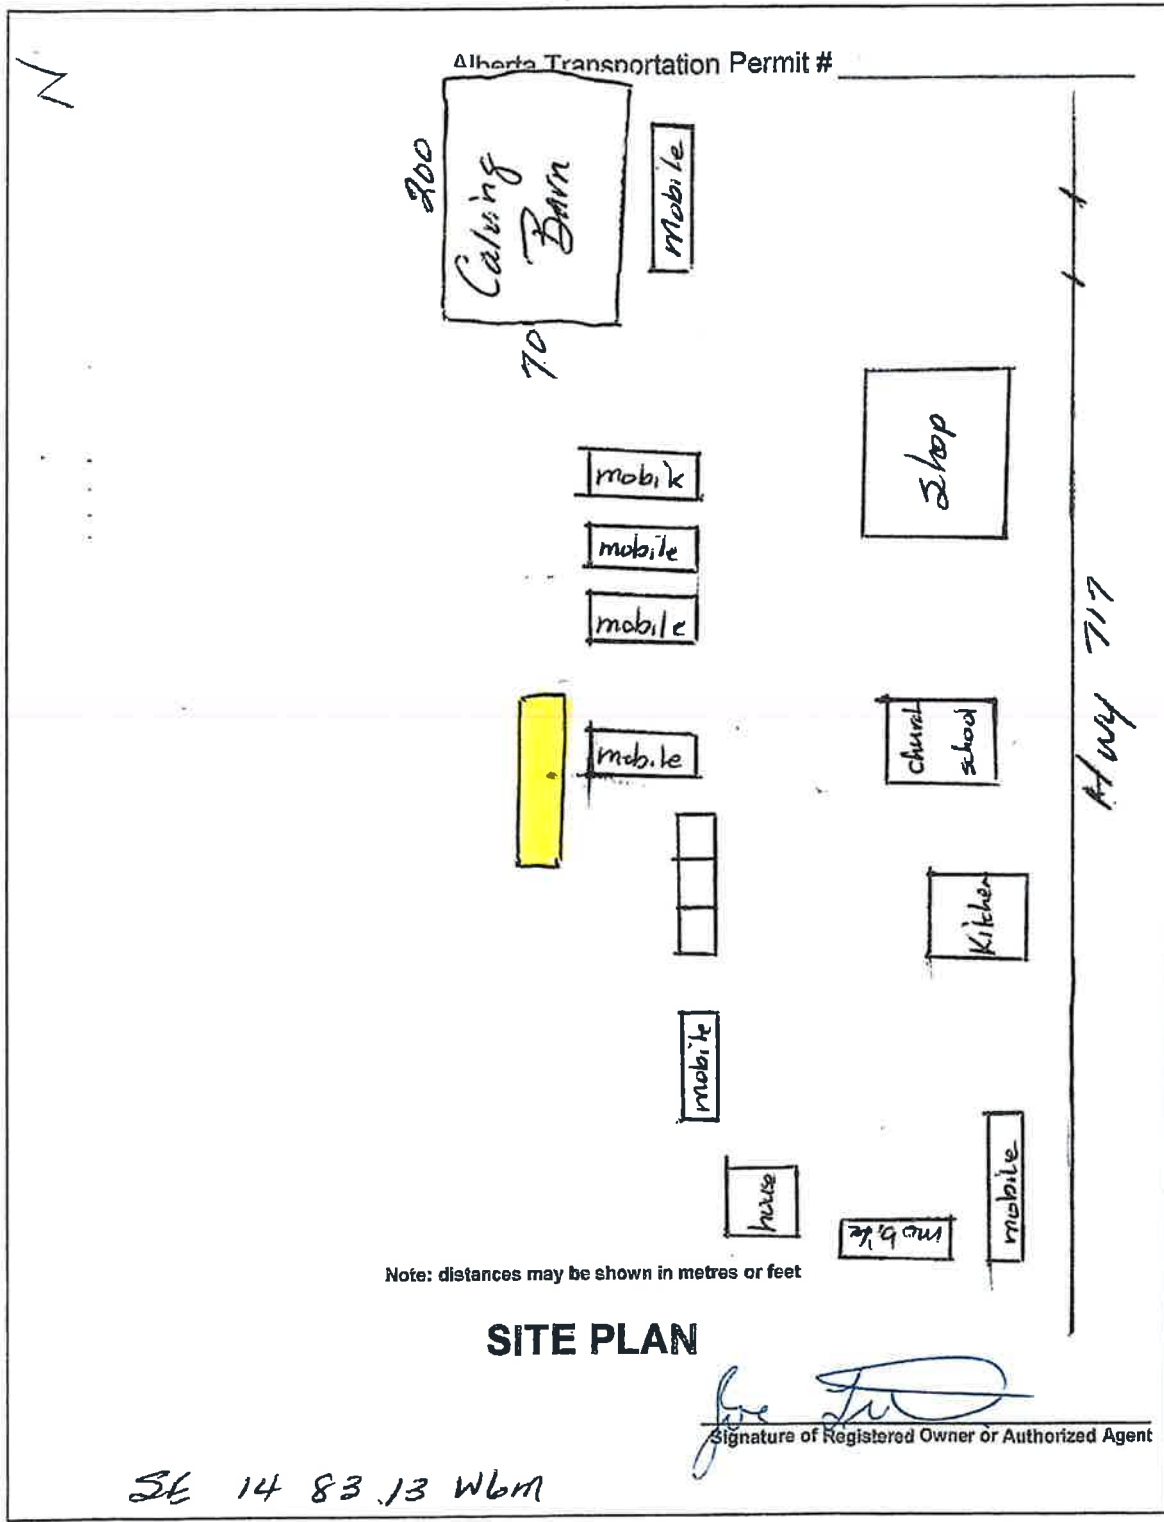 N
Alberta Transportation Permit #
200
Calving
Barn
mobile
70
mobile
shop
mobile
mobile
Hwy 717
mobile
church
school
Kitchen
mobile
house
mobile
mobile
Note: distances may be shown in metres or feet
SITE PLAN
Joe
Signature of Registered Owner or Authorized Agent
SE 14 83 13 W6m